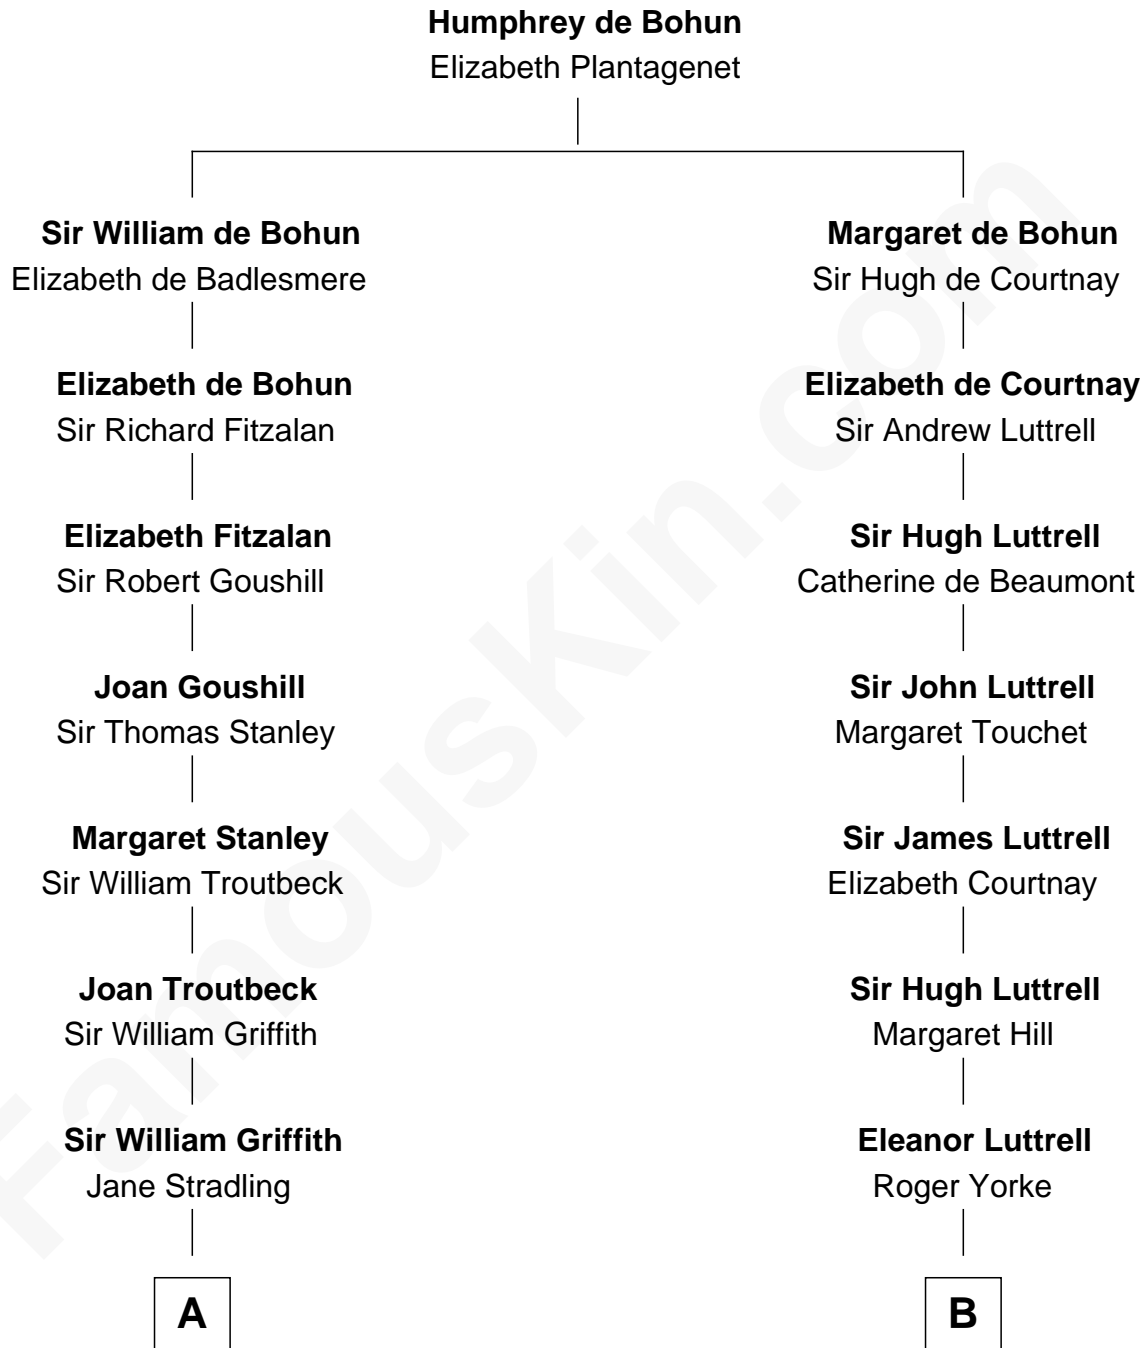 Humphrey de Bohun
Elizabeth Plantagenet
Sir William de Bohun
Elizabeth de Badlesmere
Margaret de Bohun
Sir Hugh de Courtnay
Elizabeth de Bohun
Sir Richard Fitzalan
Elizabeth de Courtnay
Sir Andrew Luttrell
Elizabeth Fitzalan
Sir Robert Goushill
Sir Hugh Luttrell
Catherine de Beaumont
Joan Goushill
Sir Thomas Stanley
Sir John Luttrell
Margaret Touchet
Margaret Stanley
Sir William Troutbeck
Sir James Luttrell
Elizabeth Courtnay
Joan Troutbeck
Sir William Griffith
Sir Hugh Luttrell
Margaret Hill
Sir William Griffith
Jane Stradling
Eleanor Luttrell
Roger Yorke
A
B
FamousKin.com